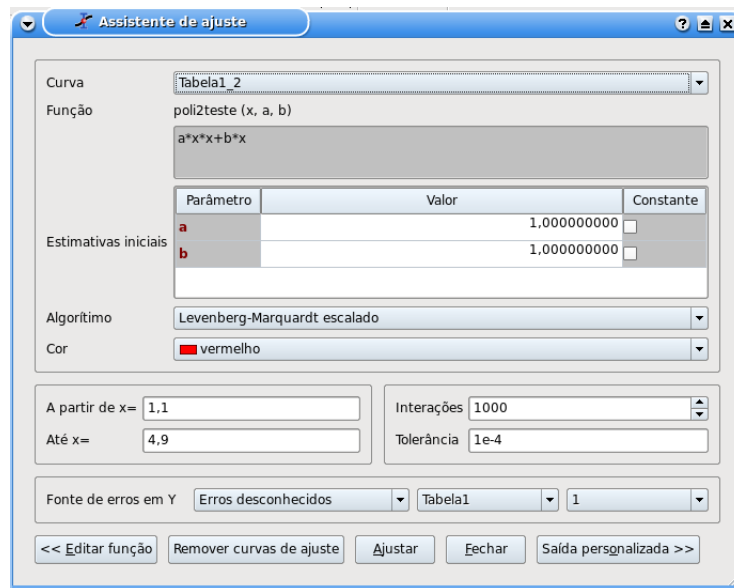 Assistente de ajuste
Curva Tabela1_2
Função poli2teste (x, a, b)
a*x*x+b*x
Parâmetro Valor Constante
a 1,000000000
Estimativas iniciais
b 1,000000000
Algorítimo Levenberg-Marquardt escalado
Cor vermelho
A partir de x= 1,1 Interações 1000
Até x= 4,9 Tolerância 1e-4
Fonte de erros em Y Erros desconhecidos Tabela1 1
<< Editar função Remover curvas de ajuste Ajustar Fechar Saída personalizada >>